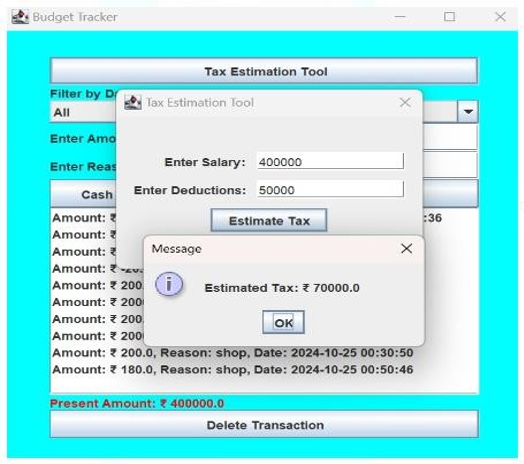 Budget Tracker
Tax Estimation Tool
Filter by
All
Tax Estimation Tool
Enter
Enter Salary: 400000
Enter
Enter Deductions: 50000
Cash
Estimate Tax
Amount: ₹ :36
Amount: ₹
Amount: ₹
Amount: ₹
Amount: ₹ 200
Amount: ₹ 200
Amount: ₹ 200
Amount: ₹ 200
Message
Estimated Tax: ₹ 70000.0
OK
Amount: ₹ 200.0, Reason: shop, Date: 2024-10-25 00:30:50
Amount: ₹ 180.0, Reason: shop, Date: 2024-10-25 00:50:46
Present Amount: ₹ 400000.0
Delete Transaction